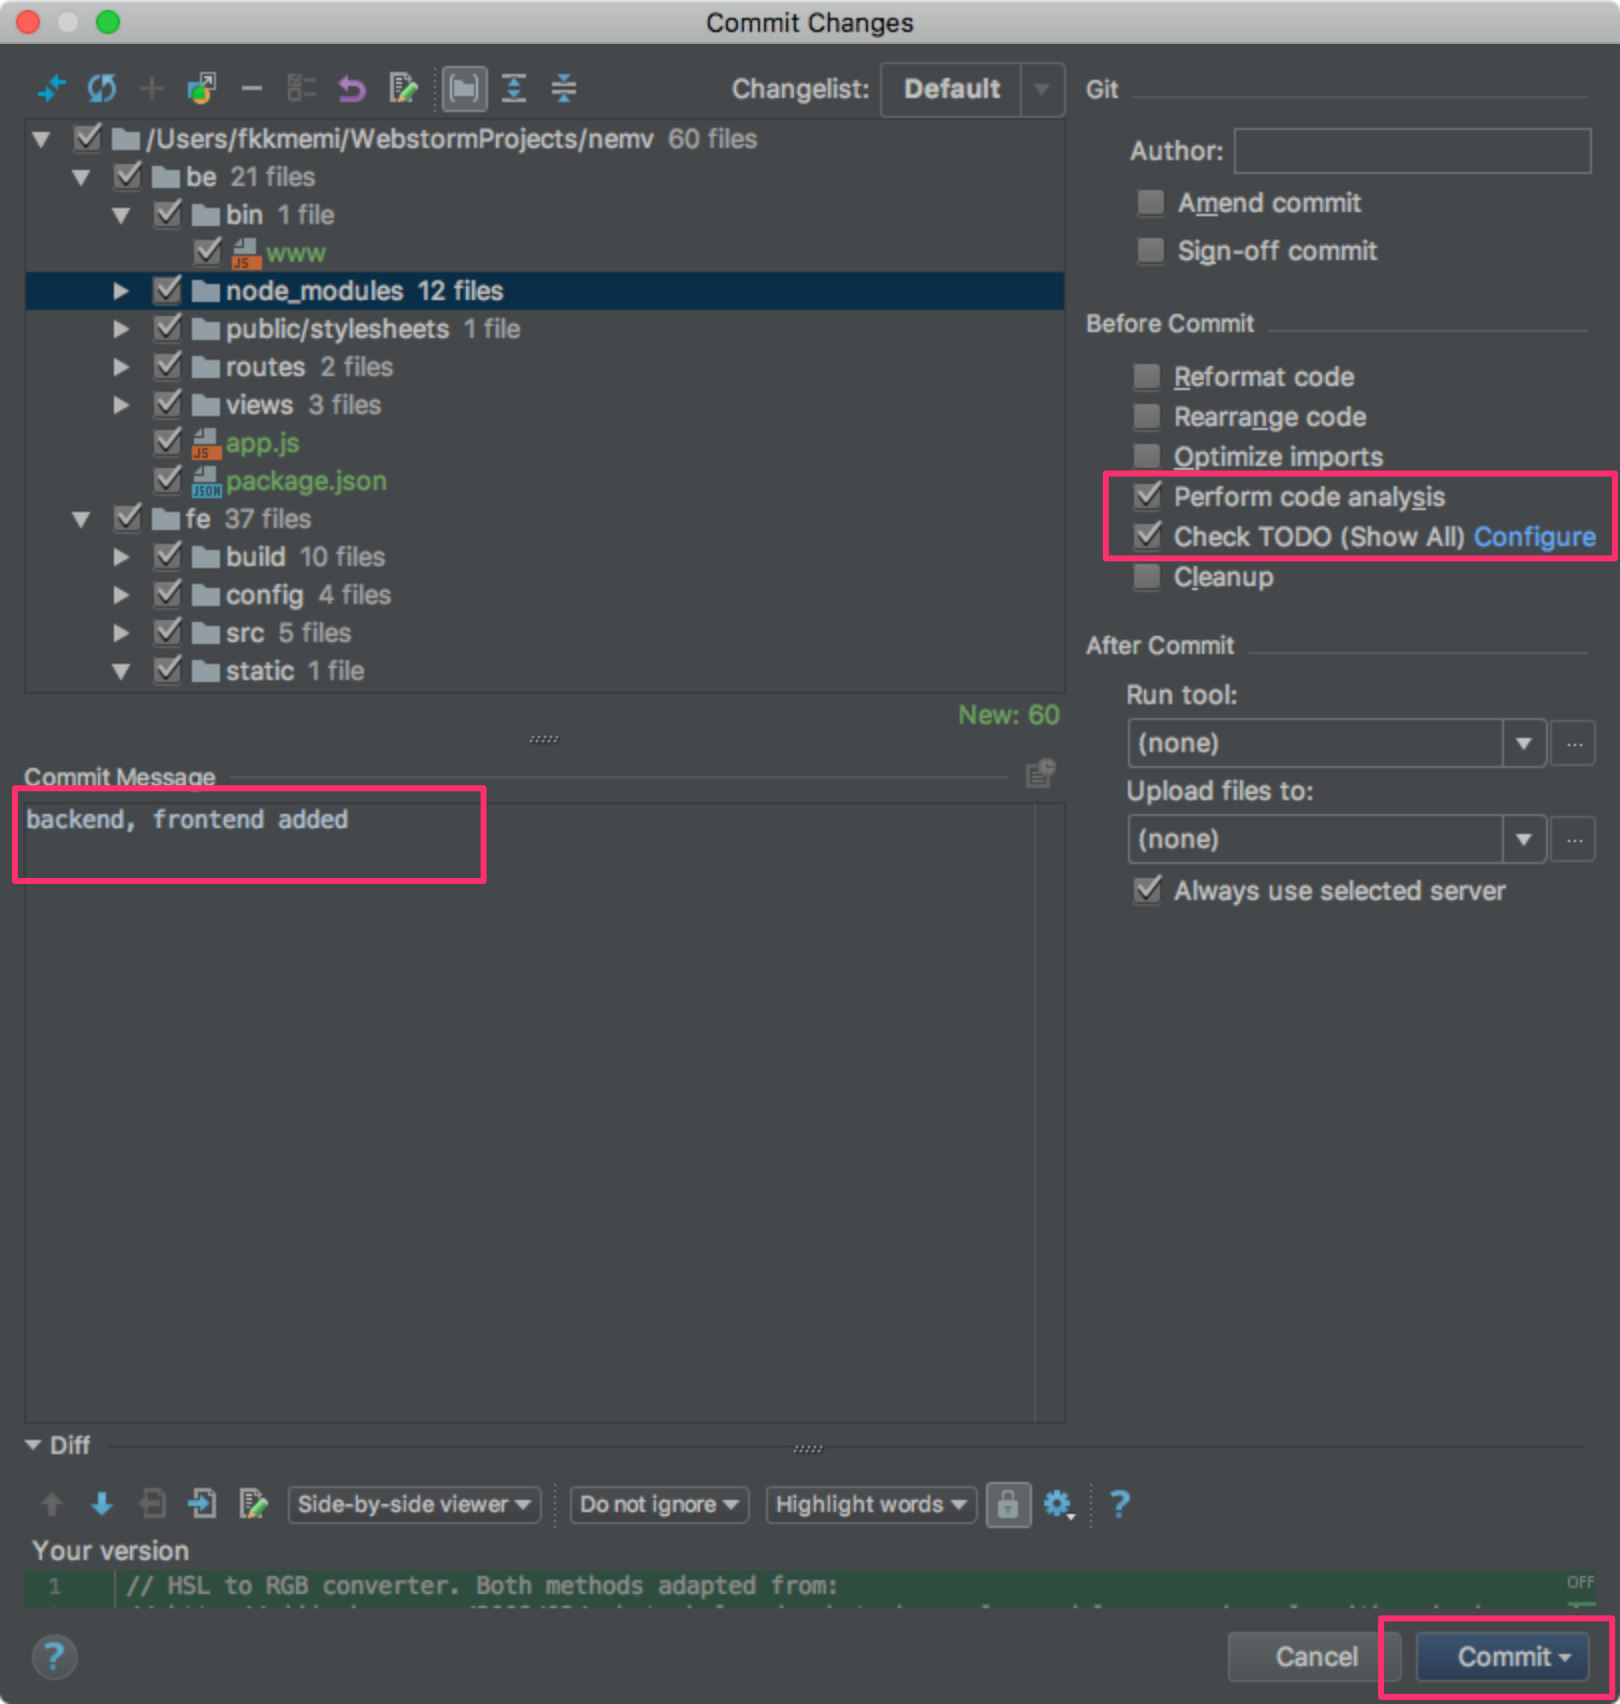 Commit Changes
Changelist: Default
/Users/fkkmemi/WebstormProjects/nemv 60 files
be 21 files
bin 1 file
JS www
node_modules 12 files
public/stylesheets 1 file
routes 2 files
views 3 files
JS app.js
JSON package.json
fe 37 files
build 10 files
config 4 files
src 5 files
static 1 file
New: 60
Git
Author:
Amend commit
Sign-off commit
Before Commit
Reformat code
Rearrange code
Optimize imports
Perform code analysis
Check TODO (Show All) Configure
Cleanup
After Commit
Run tool:
(none) ...
Upload files to:
(none) ...
Always use selected server
Commit Message
backend, frontend added
Diff
Side-by-side viewer Do not ignore Highlight words ?
Your version
1 // HSL to RGB converter. Both methods adapted from:
OFF
? Cancel Commit